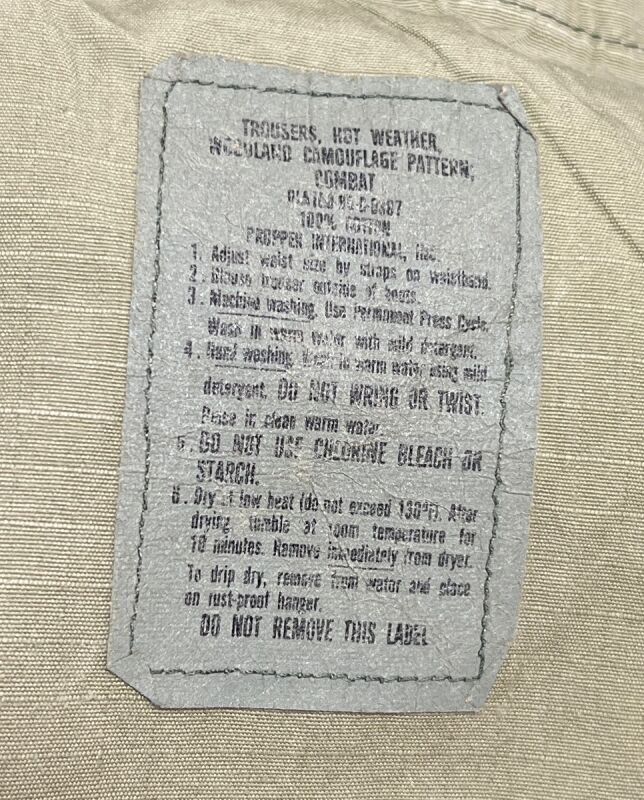 TROUSERS, HOT WEATHER,
WOODLAND CAMOUFLAGE PATTERN,
COMBAT
100% COTTON
PROPPER INTERNATIONAL, INC.
1. Adjust waist size by straps on waistband.
2. Blouse trouser outside of boots.
3. Machine washing. Use Permanent Press Cycle.
Wash in warm water with mild detergent.
4. Hand washing. Wash in warm water using mild
detergent. DO NOT WRING OR TWIST.
Rinse in clean warm water.
5. DO NOT USE CHLORINE BLEACH OR
STARCH.
6. Dry at low heat (do not exceed 130°F). After
drying, tumble at room temperature for
10 minutes. Remove immediately from dryer.
To drip dry, remove from water and place
on rust-proof hanger.
DO NOT REMOVE THIS LABEL